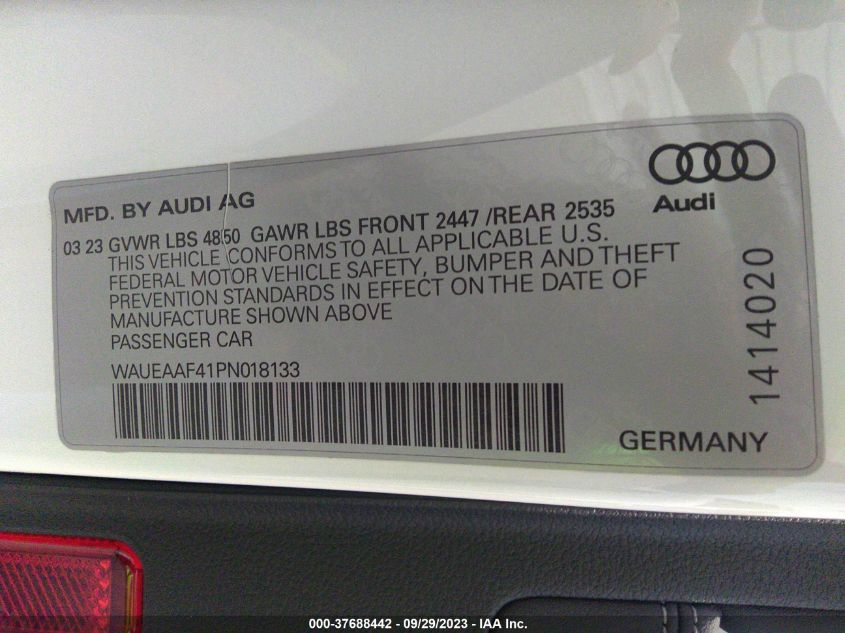 MFD. BY AUDI AG
Audi
03 23 GVWR LBS 4850 GAWR LBS FRONT 2447 /REAR 2535
THIS VEHICLE CONFORMS TO ALL APPLICABLE U.S.
FEDERAL MOTOR VEHICLE SAFETY, BUMPER AND THEFT
PREVENTION STANDARDS IN EFFECT ON THE DATE OF
MANUFACTURE SHOWN ABOVE
PASSENGER CAR
WAUEAAF41PN018133
GERMANY
1414020
000-37688442 - 09/29/2023 - IAA Inc.